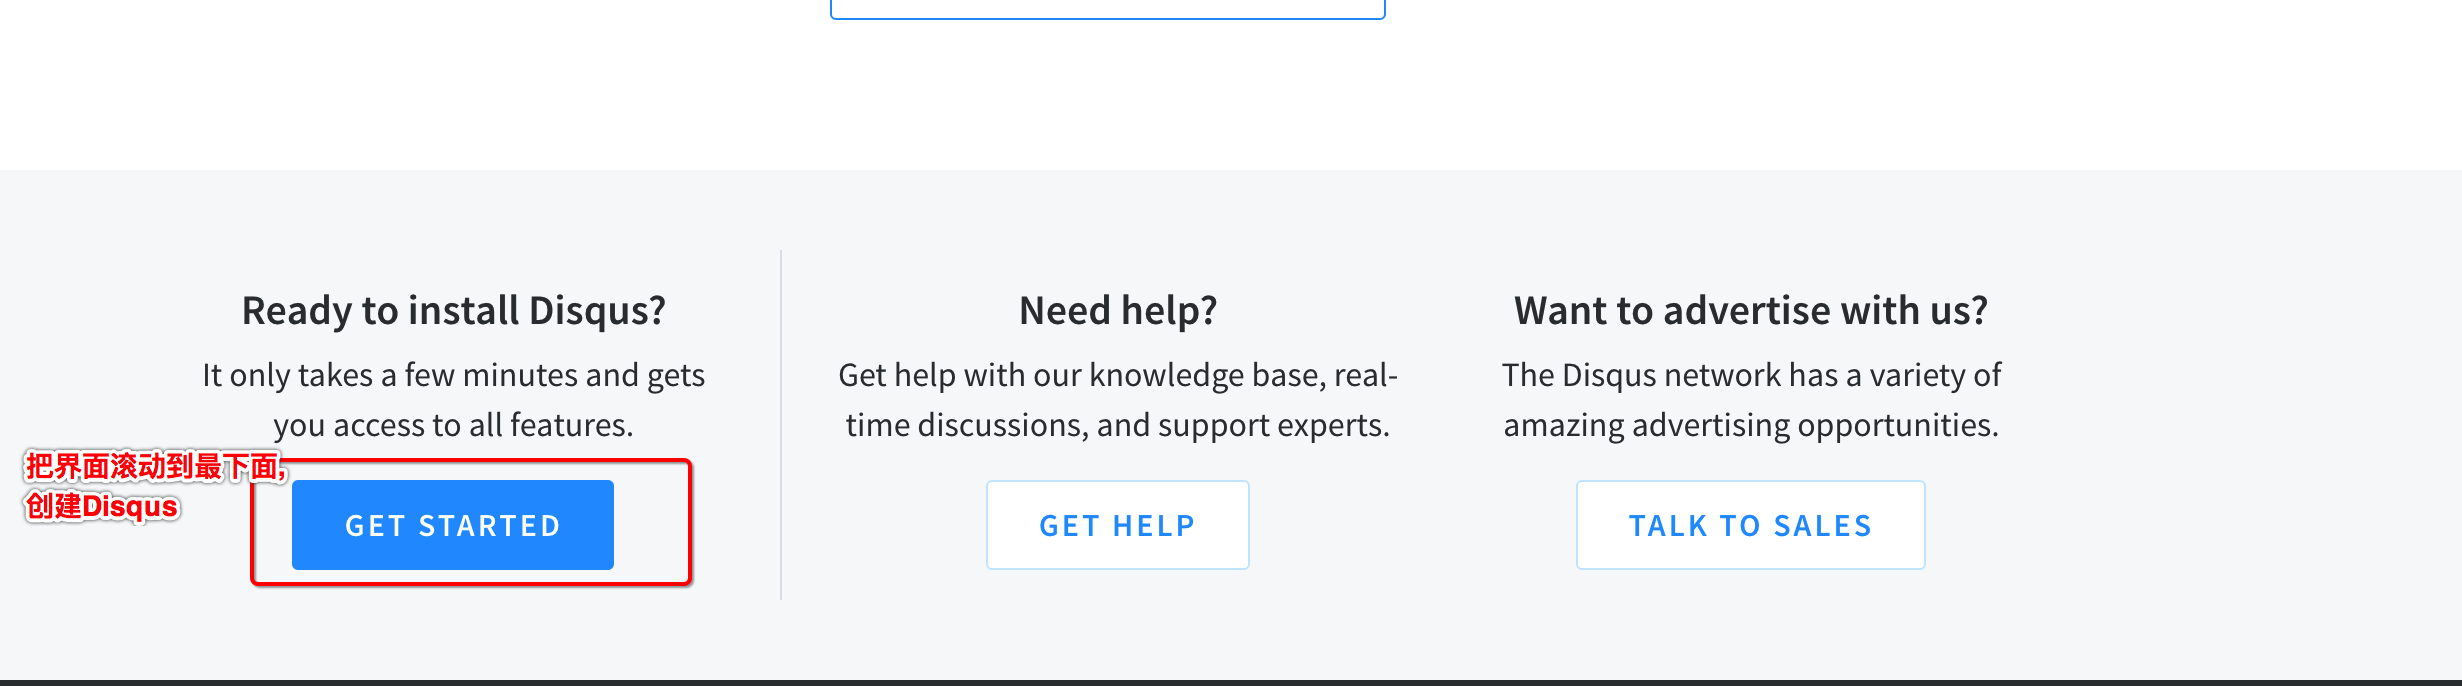 Ready to install Disqus?
It only takes a few minutes and gets
you access to all features.
把界面滚动到最下面,
创建Disqus
GET STARTED
Need help?
Get help with our knowledge base, real-
time discussions, and support experts.
GET HELP
Want to advertise with us?
The Disqus network has a variety of
amazing advertising opportunities.
TALK TO SALES